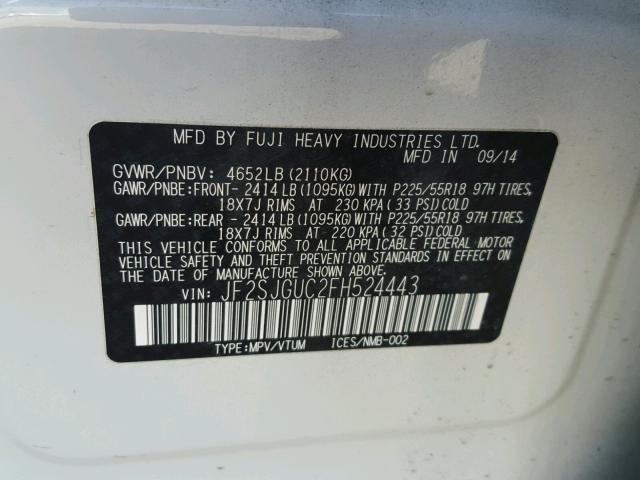 MFD BY FUJI HEAVY INDUSTRIES LTD.
MFD IN 09/14
GVWR/PNBV: 4652LB (2110KG)
GAWR/PNBE:FRONT- 2414 LB (1095KG) WITH P225/55R18 97H TIRES,
18X7J RIMS AT 230 KPA (33 PSI) COLD
GAWR/PNBE:REAR - 2414 LB (1095KG) WITH P225/55R18 97H TIRES,
18X7J RIMS AT 220 KPA (32 PSI) COLD
THIS VEHICLE CONFORMS TO ALL APPLICABLE FEDERAL MOTOR
VEHICLE SAFETY AND THEFT PREVENTION STANDARDS IN EFFECT ON
THE DATE OF MANUFACTURE SHOWN ABOVE.
VIN: JF2SJGUC2FH524443
TYPE:MPV/VTUM ICES/NMB-002